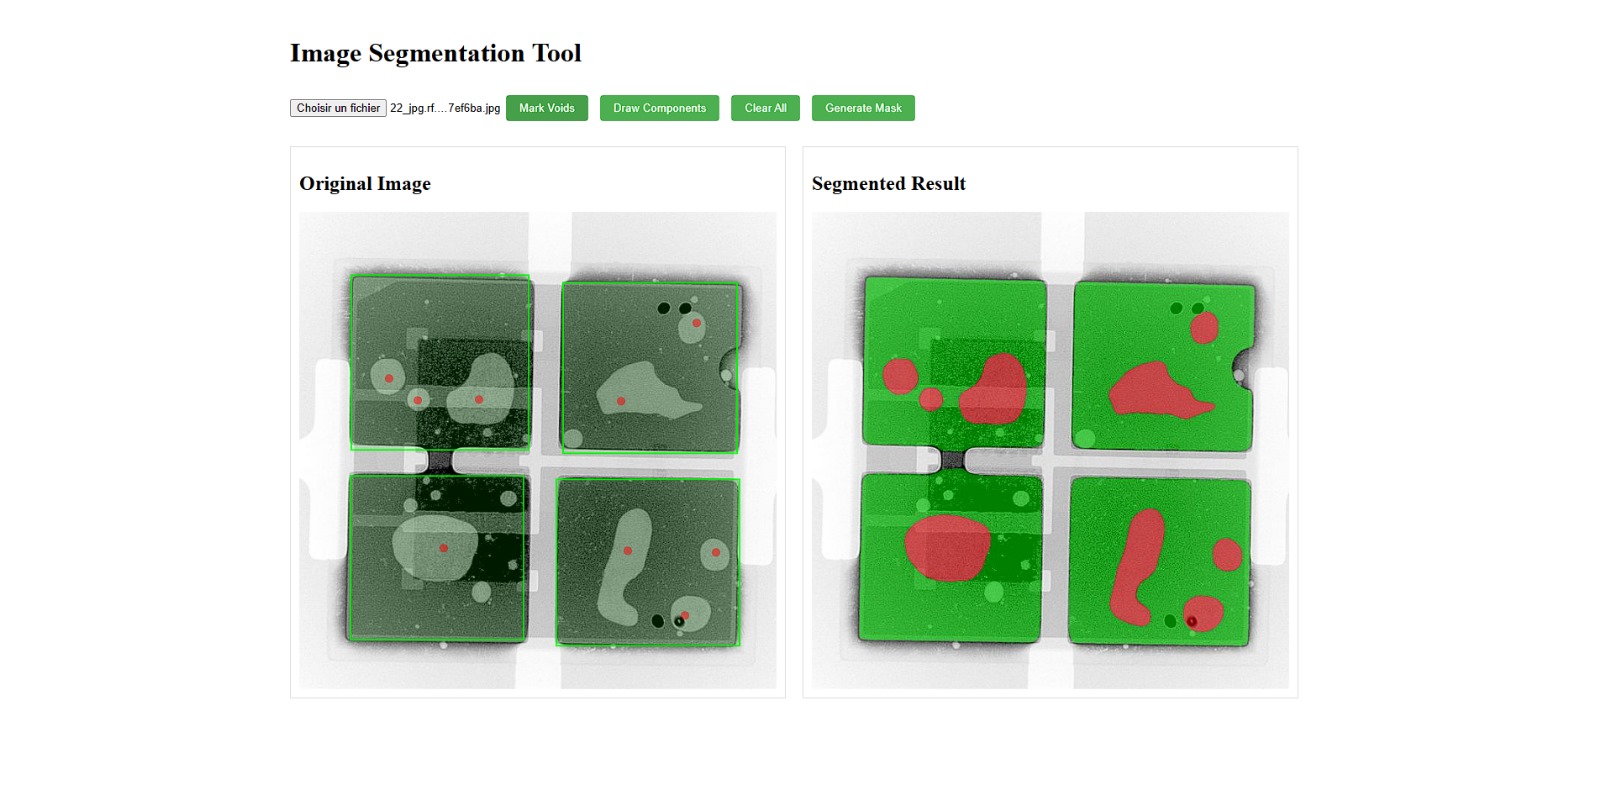 Image Segmentation Tool
Choisir un fichier 22_jpg.rf....7ef6ba.jpg Mark Voids Draw Components Clear All Generate Mask
Original Image
Segmented Result